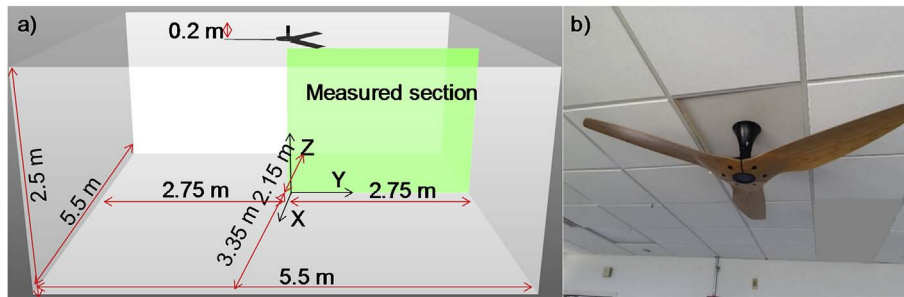 a)
0.2 m
Measured section
2.5 m
5.5 m
2.75 m
2.15 m
Z
Y
2.75 m
X
3.35 m
5.5 m
b)